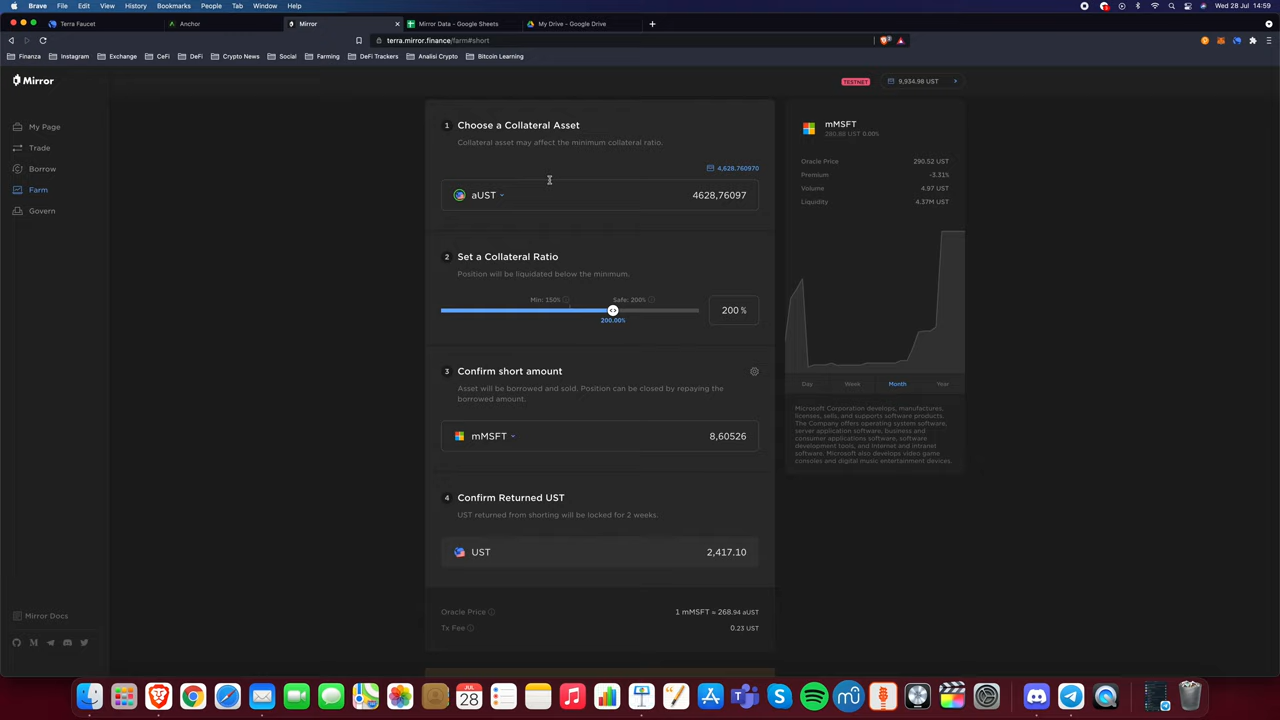 Brave File Edit View History Bookmarks People Tab Window Help
Wed 28 Jul 14:59
Terra Faucet
Anchor
Mirror
Mirror Data - Google Sheets
My Drive - Google Drive
terra.mirror.finance/farm#short
Finanza Instagram Exchange CeFi DeFi Crypto News Social Farming DeFi Trackers Analisi Crypto Bitcoin Learning
Mirror
TESTNET
9,934.98 UST
My Page
Trade
Borrow
Farm
Govern
1 Choose a Collateral Asset
Collateral asset may affect the minimum collateral ratio.
4,628.760970
aUST
4628,76097
2 Set a Collateral Ratio
Position will be liquidated below the minimum.
Min: 150% Safe: 200%
200 %
200.00%
3 Confirm short amount
Asset will be borrowed and sold. Position can be closed by repaying the
borrowed amount.
mMSFT
8,60526
4 Confirm Returned UST
UST returned from shorting will be locked for 2 weeks.
UST
2,417.10
Oracle Price
1 mMSFT ≈ 268.94 aUST
Tx Fee
0.23 UST
mMSFT
280.88 UST 0.00%
Oracle Price 290.52 UST
Premium -3.31%
Volume 4.97 UST
Liquidity 4.37M UST
Day Week Month Year
Microsoft Corporation develops, manufactures,
licenses, sells, and supports software products.
The Company offers operating system software,
server application software, business and
consumer applications software, software
development tools, and Internet and intranet
software. Microsoft also develops video game
consoles and digital music entertainment devices.
Mirror Docs
JUL
28